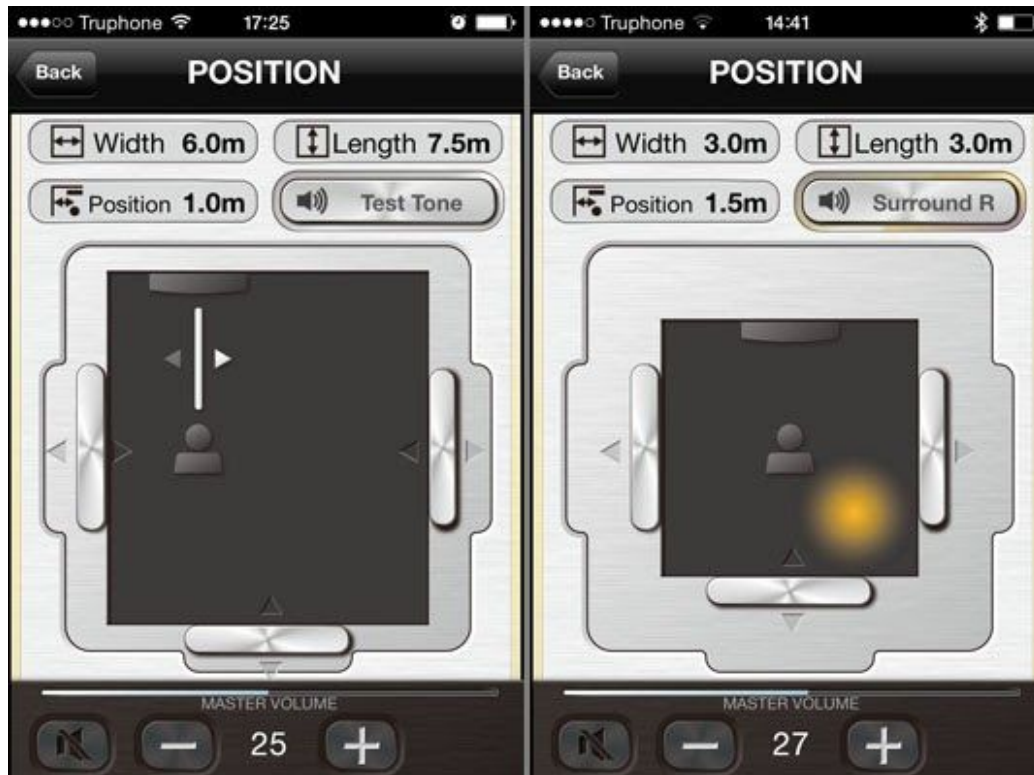 Truphone 17:25
Back POSITION
Width 6.0m Length 7.5m
Position 1.0m Test Tone
MASTER VOLUME
25
Truphone 14:41
Back POSITION
Width 3.0m Length 3.0m
Position 1.5m Surround R
MASTER VOLUME
27